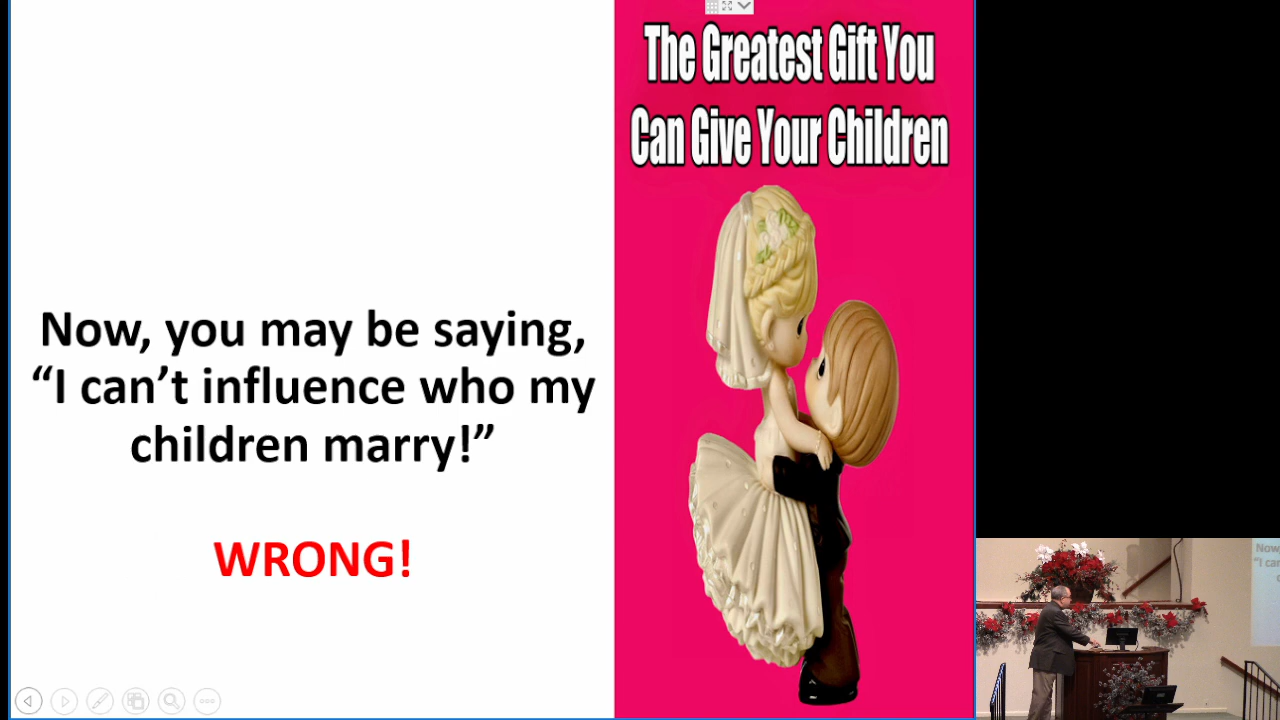 The Greatest Gift You
Can Give Your Children
Now, you may be saying,
“I can’t influence who my
children marry!”
WRONG!
Now,